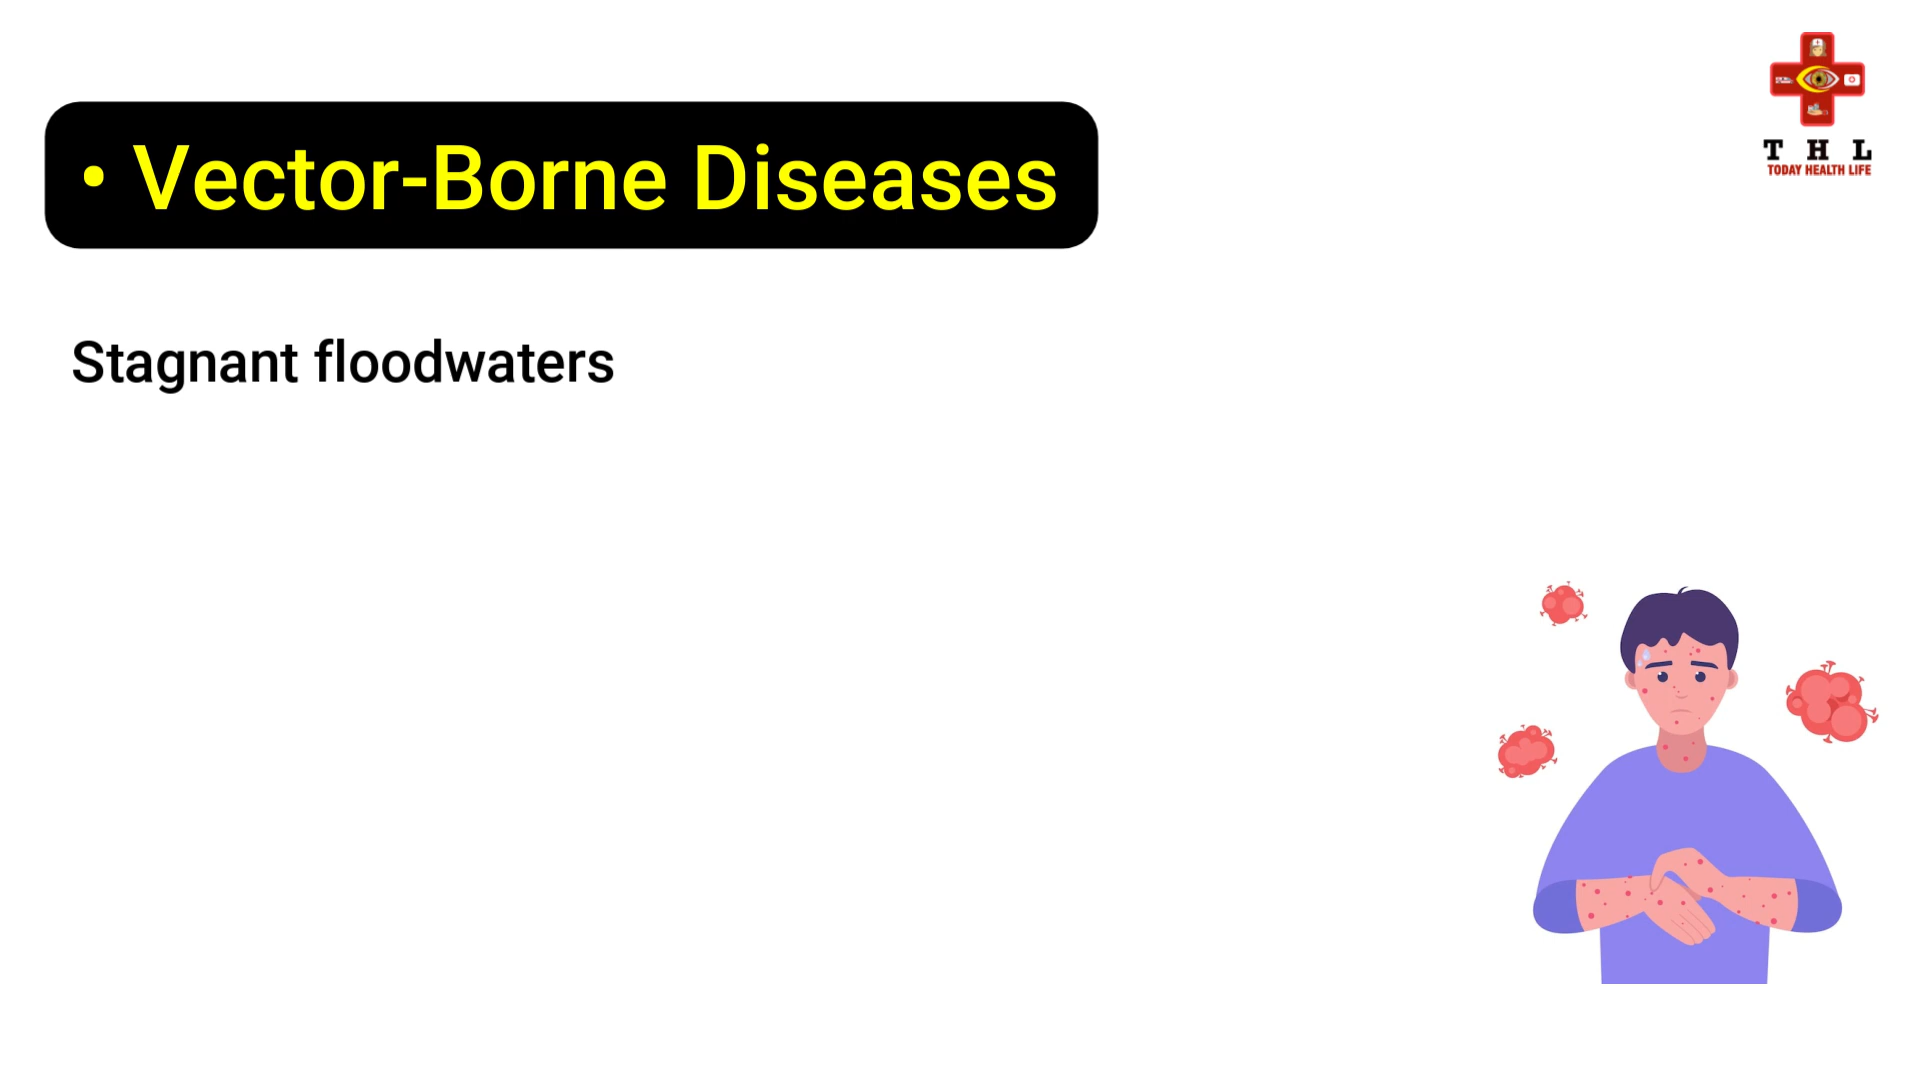 • Vector-Borne Diseases
Stagnant floodwaters
T H L
TODAY HEALTH LIFE